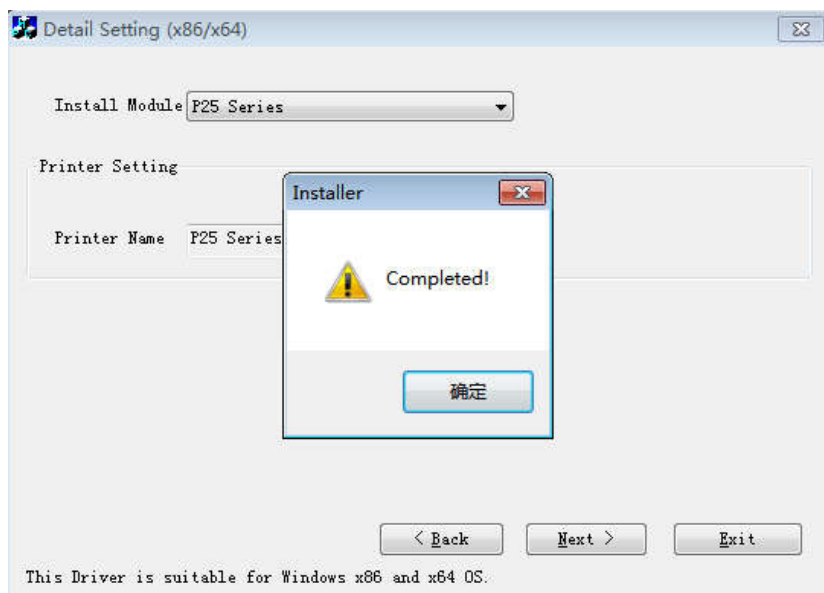 Detail Setting (x86/x64)
Install Module P25 Series
Printer Setting
Installer
Printer Name P25 Series
Completed!
确定
< Back Next > Exit
This Driver is suitable for Windows x86 and x64 OS.